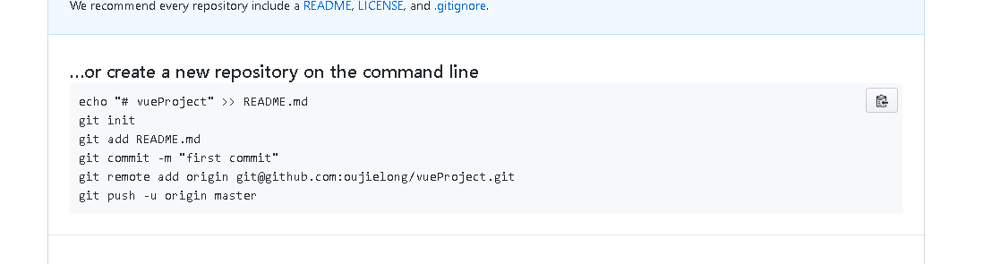 We recommend every repository include a README, LICENSE, and .gitignore.
...or create a new repository on the command line
echo "# vueProject" >> README.md
git init
git add README.md
git commit -m "first commit"
git remote add origin git@github.com:oujielong/vueProject.git
git push -u origin master